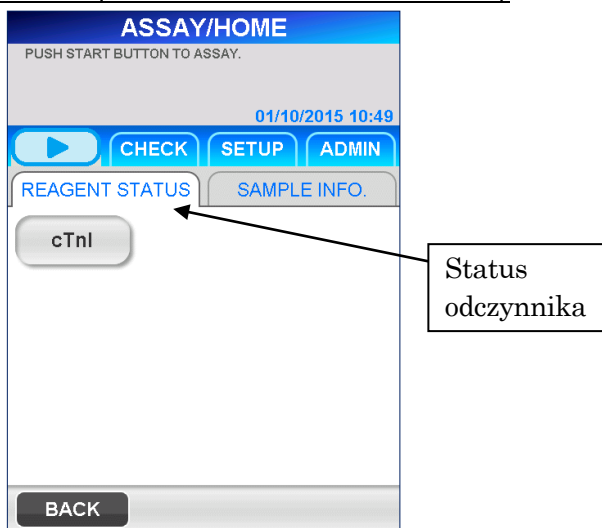 ASSAY/HOME
PUSH START BUTTON TO ASSAY.
01/10/2015 10:49
CHECK SETUP ADMIN
REAGENT STATUS SAMPLE INFO.
cTnI
Status
odczynnika
BACK